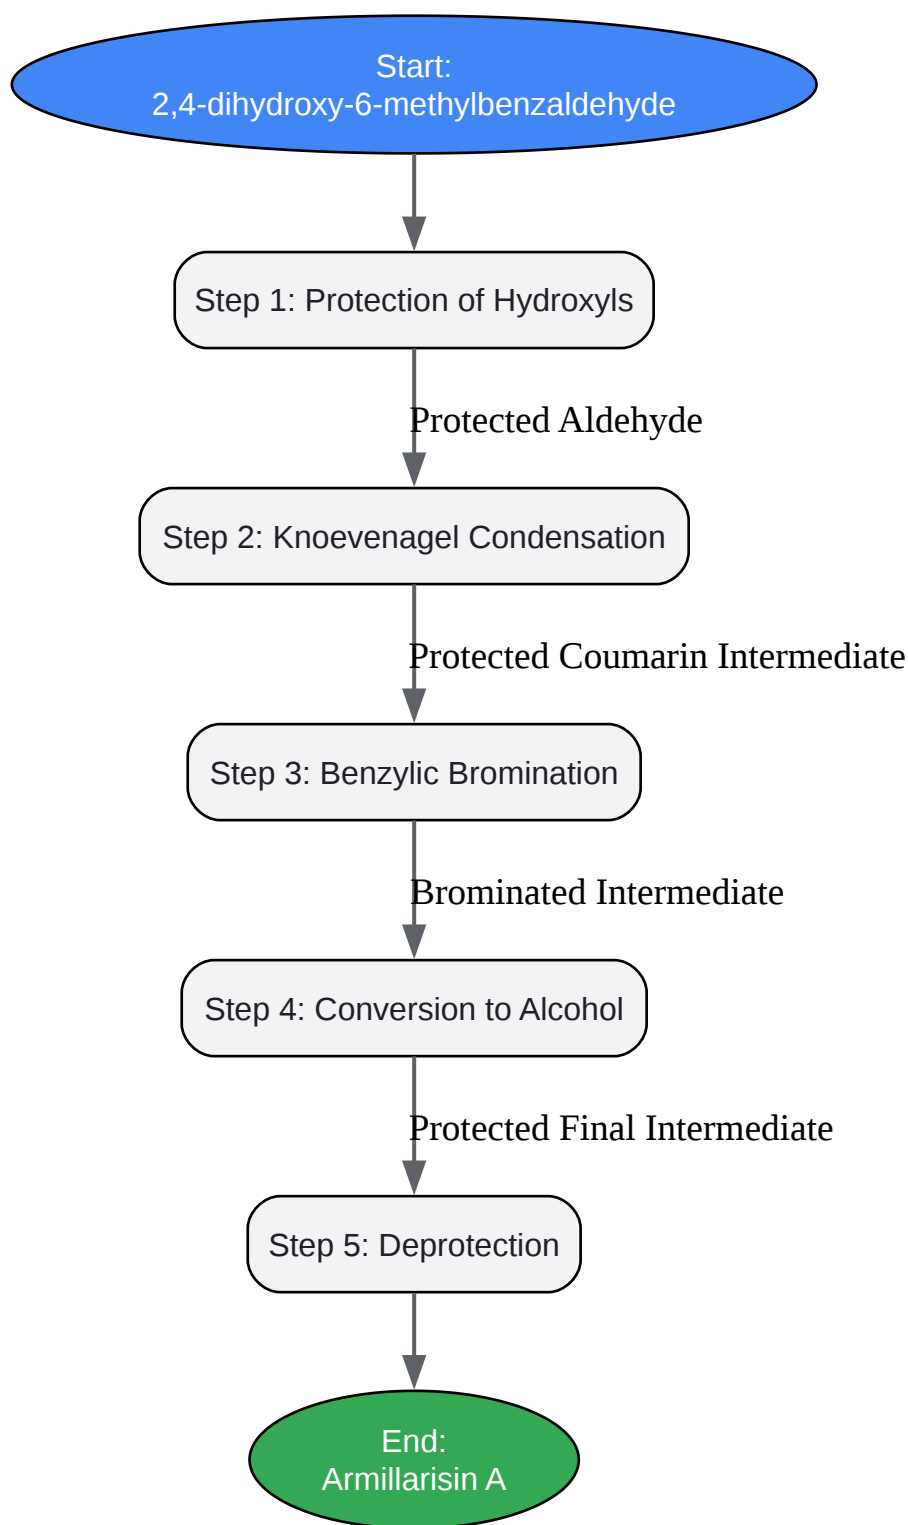 Start:
2,4-dihydroxy-6-methylbenzaldehyde
Step 1: Protection of Hydroxyls
Protected Aldehyde
Step 2: Knoevenagel Condensation
Protected Coumarin Intermediate
Step 3: Benzylic Bromination
Brominated Intermediate
Step 4: Conversion to Alcohol
Protected Final Intermediate
Step 5: Deprotection
End:
Armillarisin A